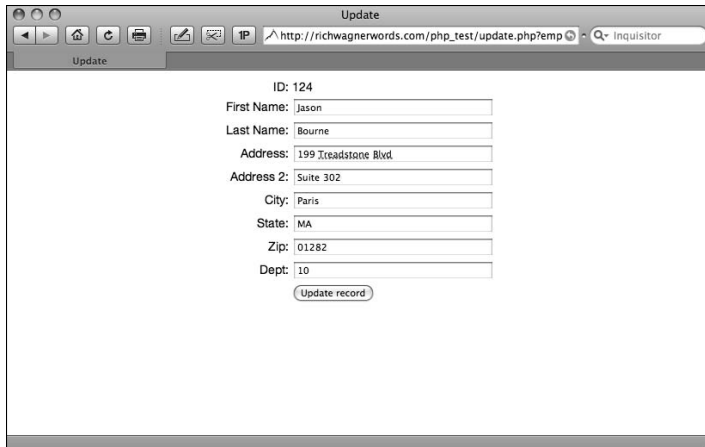 Update
1P http://richwagnerwords.com/php_test/update.php?emp Inquisitor
Update
ID: 124
First Name: Jason
Last Name: Bourne
Address: 199 Treadstone Blvd
Address 2: Suite 302
City: Paris
State: MA
Zip: 01282
Dept: 10
Update record